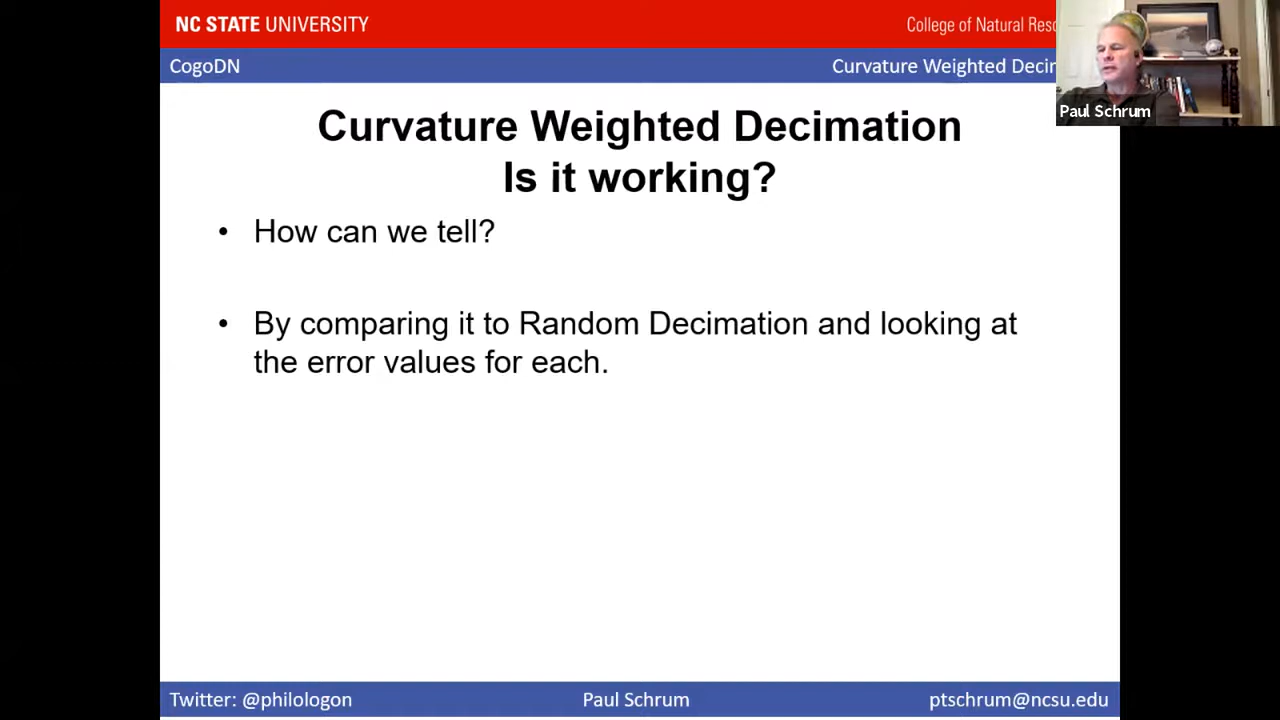 NC STATE UNIVERSITY
College of Natural Reso
CogoDN
Curvature Weighted Decim
Paul Schrum
Curvature Weighted Decimation
Is it working?
• How can we tell?
• By comparing it to Random Decimation and looking at
the error values for each.
Twitter: @philologon
Paul Schrum
ptschrum@ncsu.edu